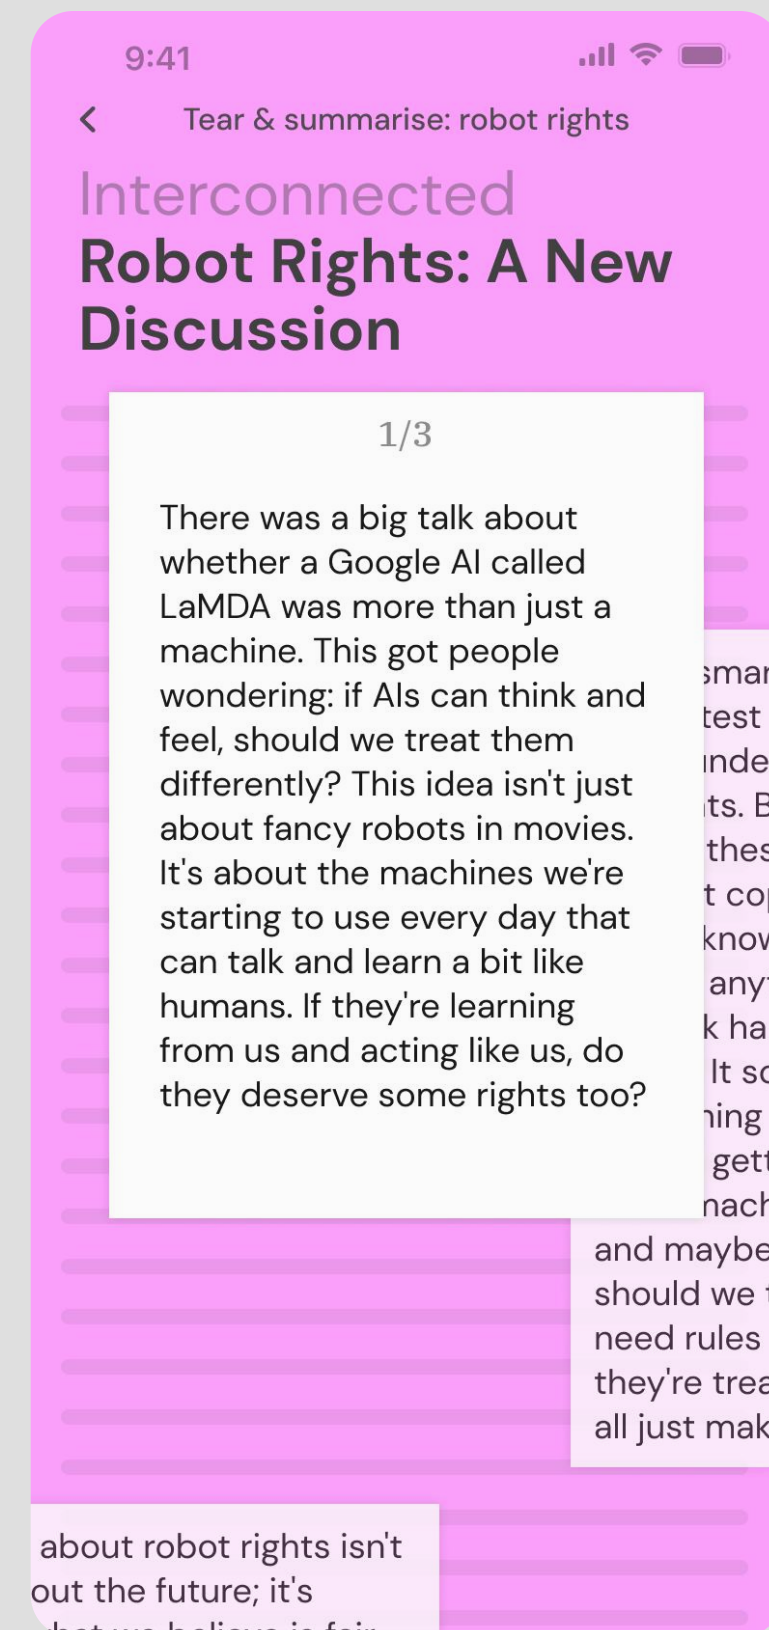 9:41
Tear & summarise: robot rights
Interconnected
Robot Rights: A New
Discussion
1/3
There was a big talk about
whether a Google AI called
LaMDA was more than just a
machine. This got people
wondering: if AIs can think and
feel, should we treat them
differently? This idea isn't just
about fancy robots in movies.
It's about the machines we're
starting to use every day that
can talk and learn a bit like
humans. If they're learning
from us and acting like us, do
they deserve some rights too?
test
and maybe
should we
need rules
they're
all just
about robot rights isn't
out the future; it's